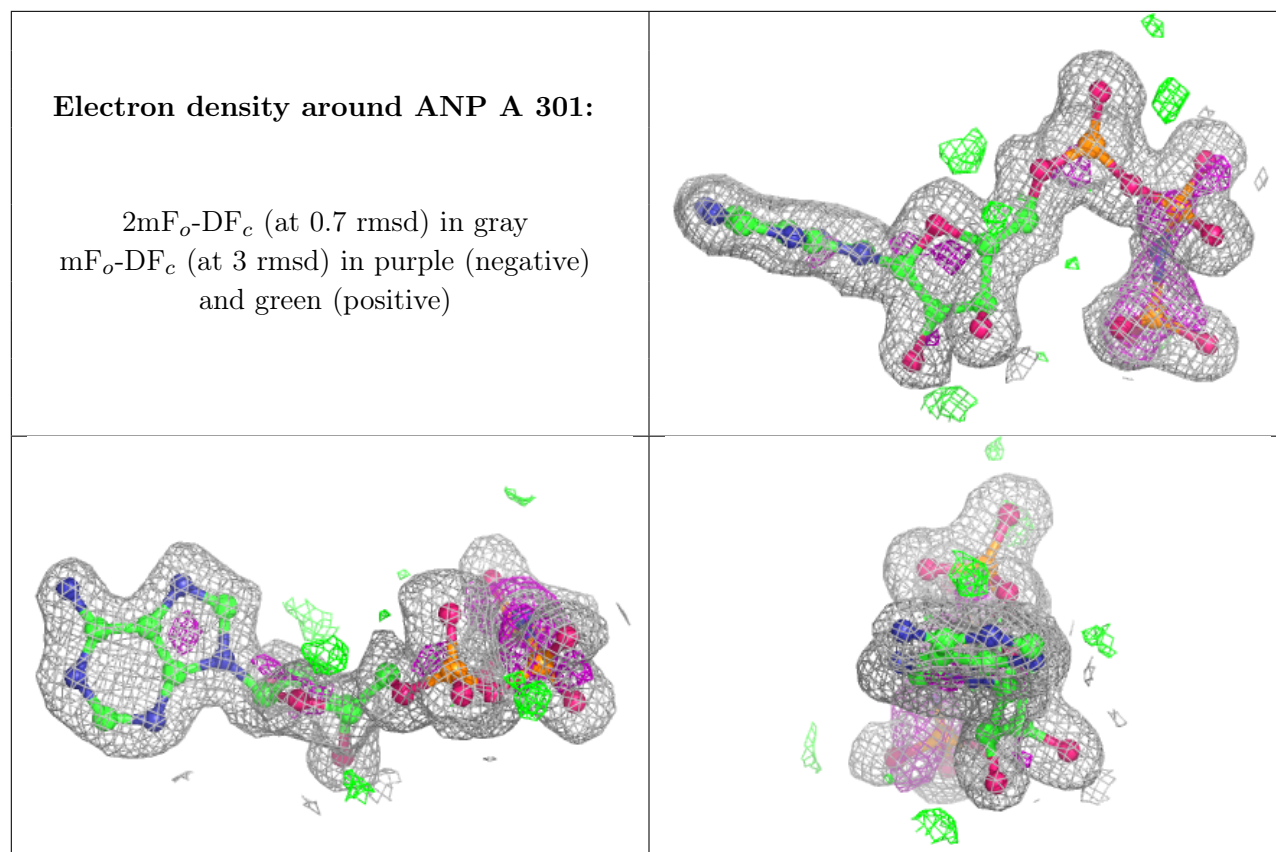 Electron density around ANP A 301:
2mFₒ-DF𝒸 (at 0.7 rmsd) in gray
mFₒ-DF𝒸 (at 3 rmsd) in purple (negative)
and green (positive)